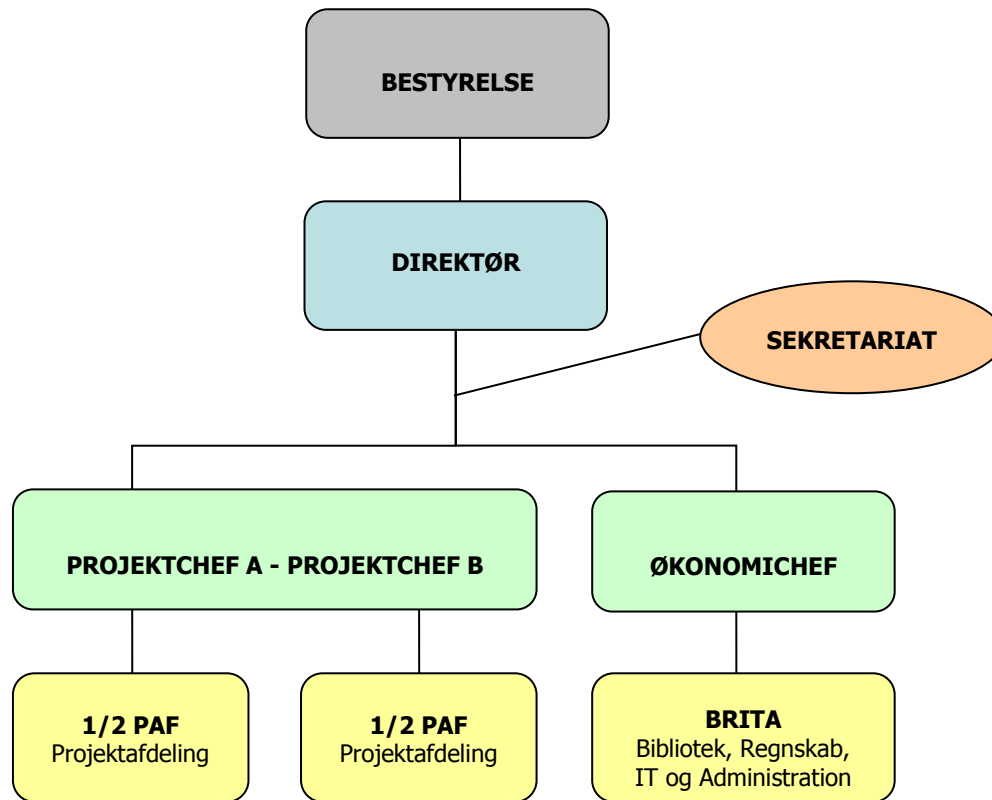 BESTYRELSE
DIREKTØR
SEKRETARIAT
PROJEKTCHEF A - PROJEKTCHEF B
ØKONOMICHEF
1/2 PAF
Projektafdeling
1/2 PAF
Projektafdeling
BRITA
Bibliotek, Regnskab,
IT og Administration